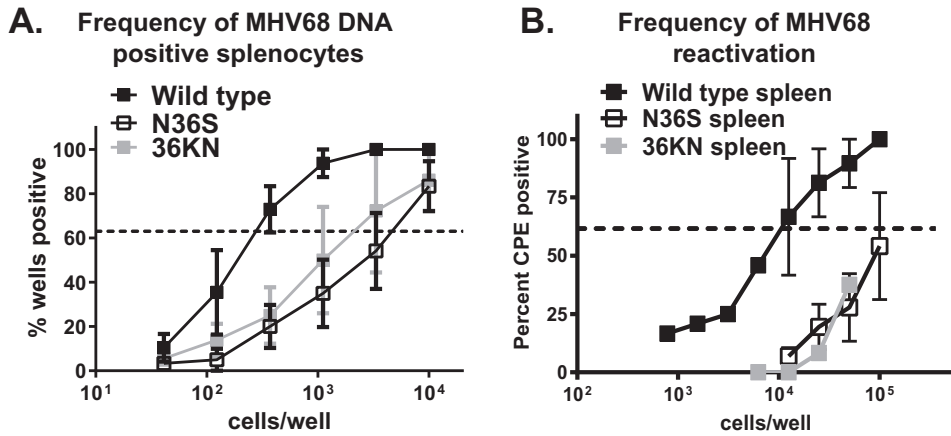 A.
Frequency of MHV68 DNA
positive splenocytes
Wild type
N36S
36KN
% wells positive
100
80
60
40
20
0
10¹
10²
10³
10⁴
cells/well
B.
Frequency of MHV68
reactivation
Wild type spleen
N36S spleen
36KN spleen
Percent CPE positive
100
75
50
25
0
10²
10³
10⁴
10⁵
cells/well